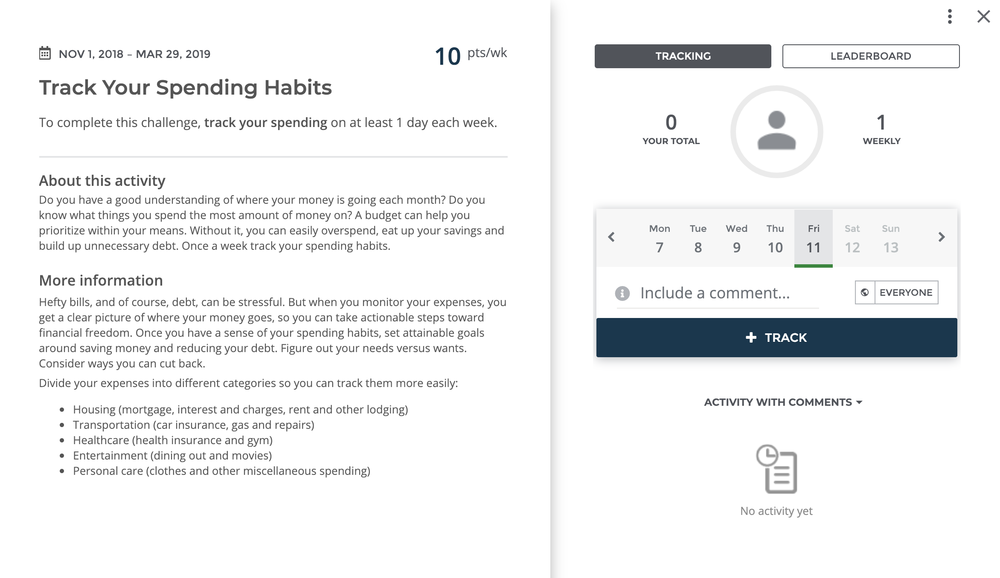 NOV 1, 2018 – MAR 29, 2019
10 pts/wk
Track Your Spending Habits
To complete this challenge, track your spending on at least 1 day each week.
About this activity
Do you have a good understanding of where your money is going each month? Do you
know what things you spend the most amount of money on? A budget can help you
prioritize within your means. Without it, you can easily overspend, eat up your savings and
build up unnecessary debt. Once a week track your spending habits.
More information
Hefty bills, and of course, debt, can be stressful. But when you monitor your expenses, you
get a clear picture of where your money goes, so you can take actionable steps toward
financial freedom. Once you have a sense of your spending habits, set attainable goals
around saving money and reducing your debt. Figure out your needs versus wants.
Consider ways you can cut back.
Divide your expenses into different categories so you can track them more easily:
• Housing (mortgage, interest and charges, rent and other lodging)
• Transportation (car insurance, gas and repairs)
• Healthcare (health insurance and gym)
• Entertainment (dining out and movies)
• Personal care (clothes and other miscellaneous spending)
TRACKING LEADERBOARD
0 1
YOUR TOTAL WEEKLY
Mon Tue Wed Thu Fri Sat Sun
7 8 9 10 11 12 13
Include a comment... EVERYONE
+ TRACK
ACTIVITY WITH COMMENTS
No activity yet